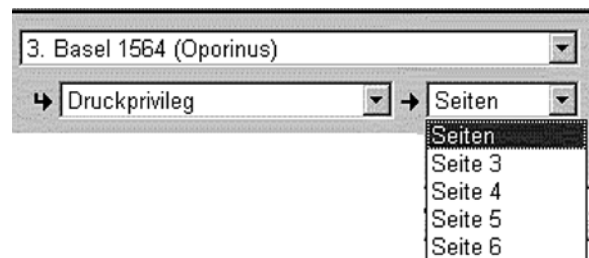 3. Basel 1564 (Oporinus)
Druckprivileg
Seiten
Seiten
Seite 3
Seite 4
Seite 5
Seite 6